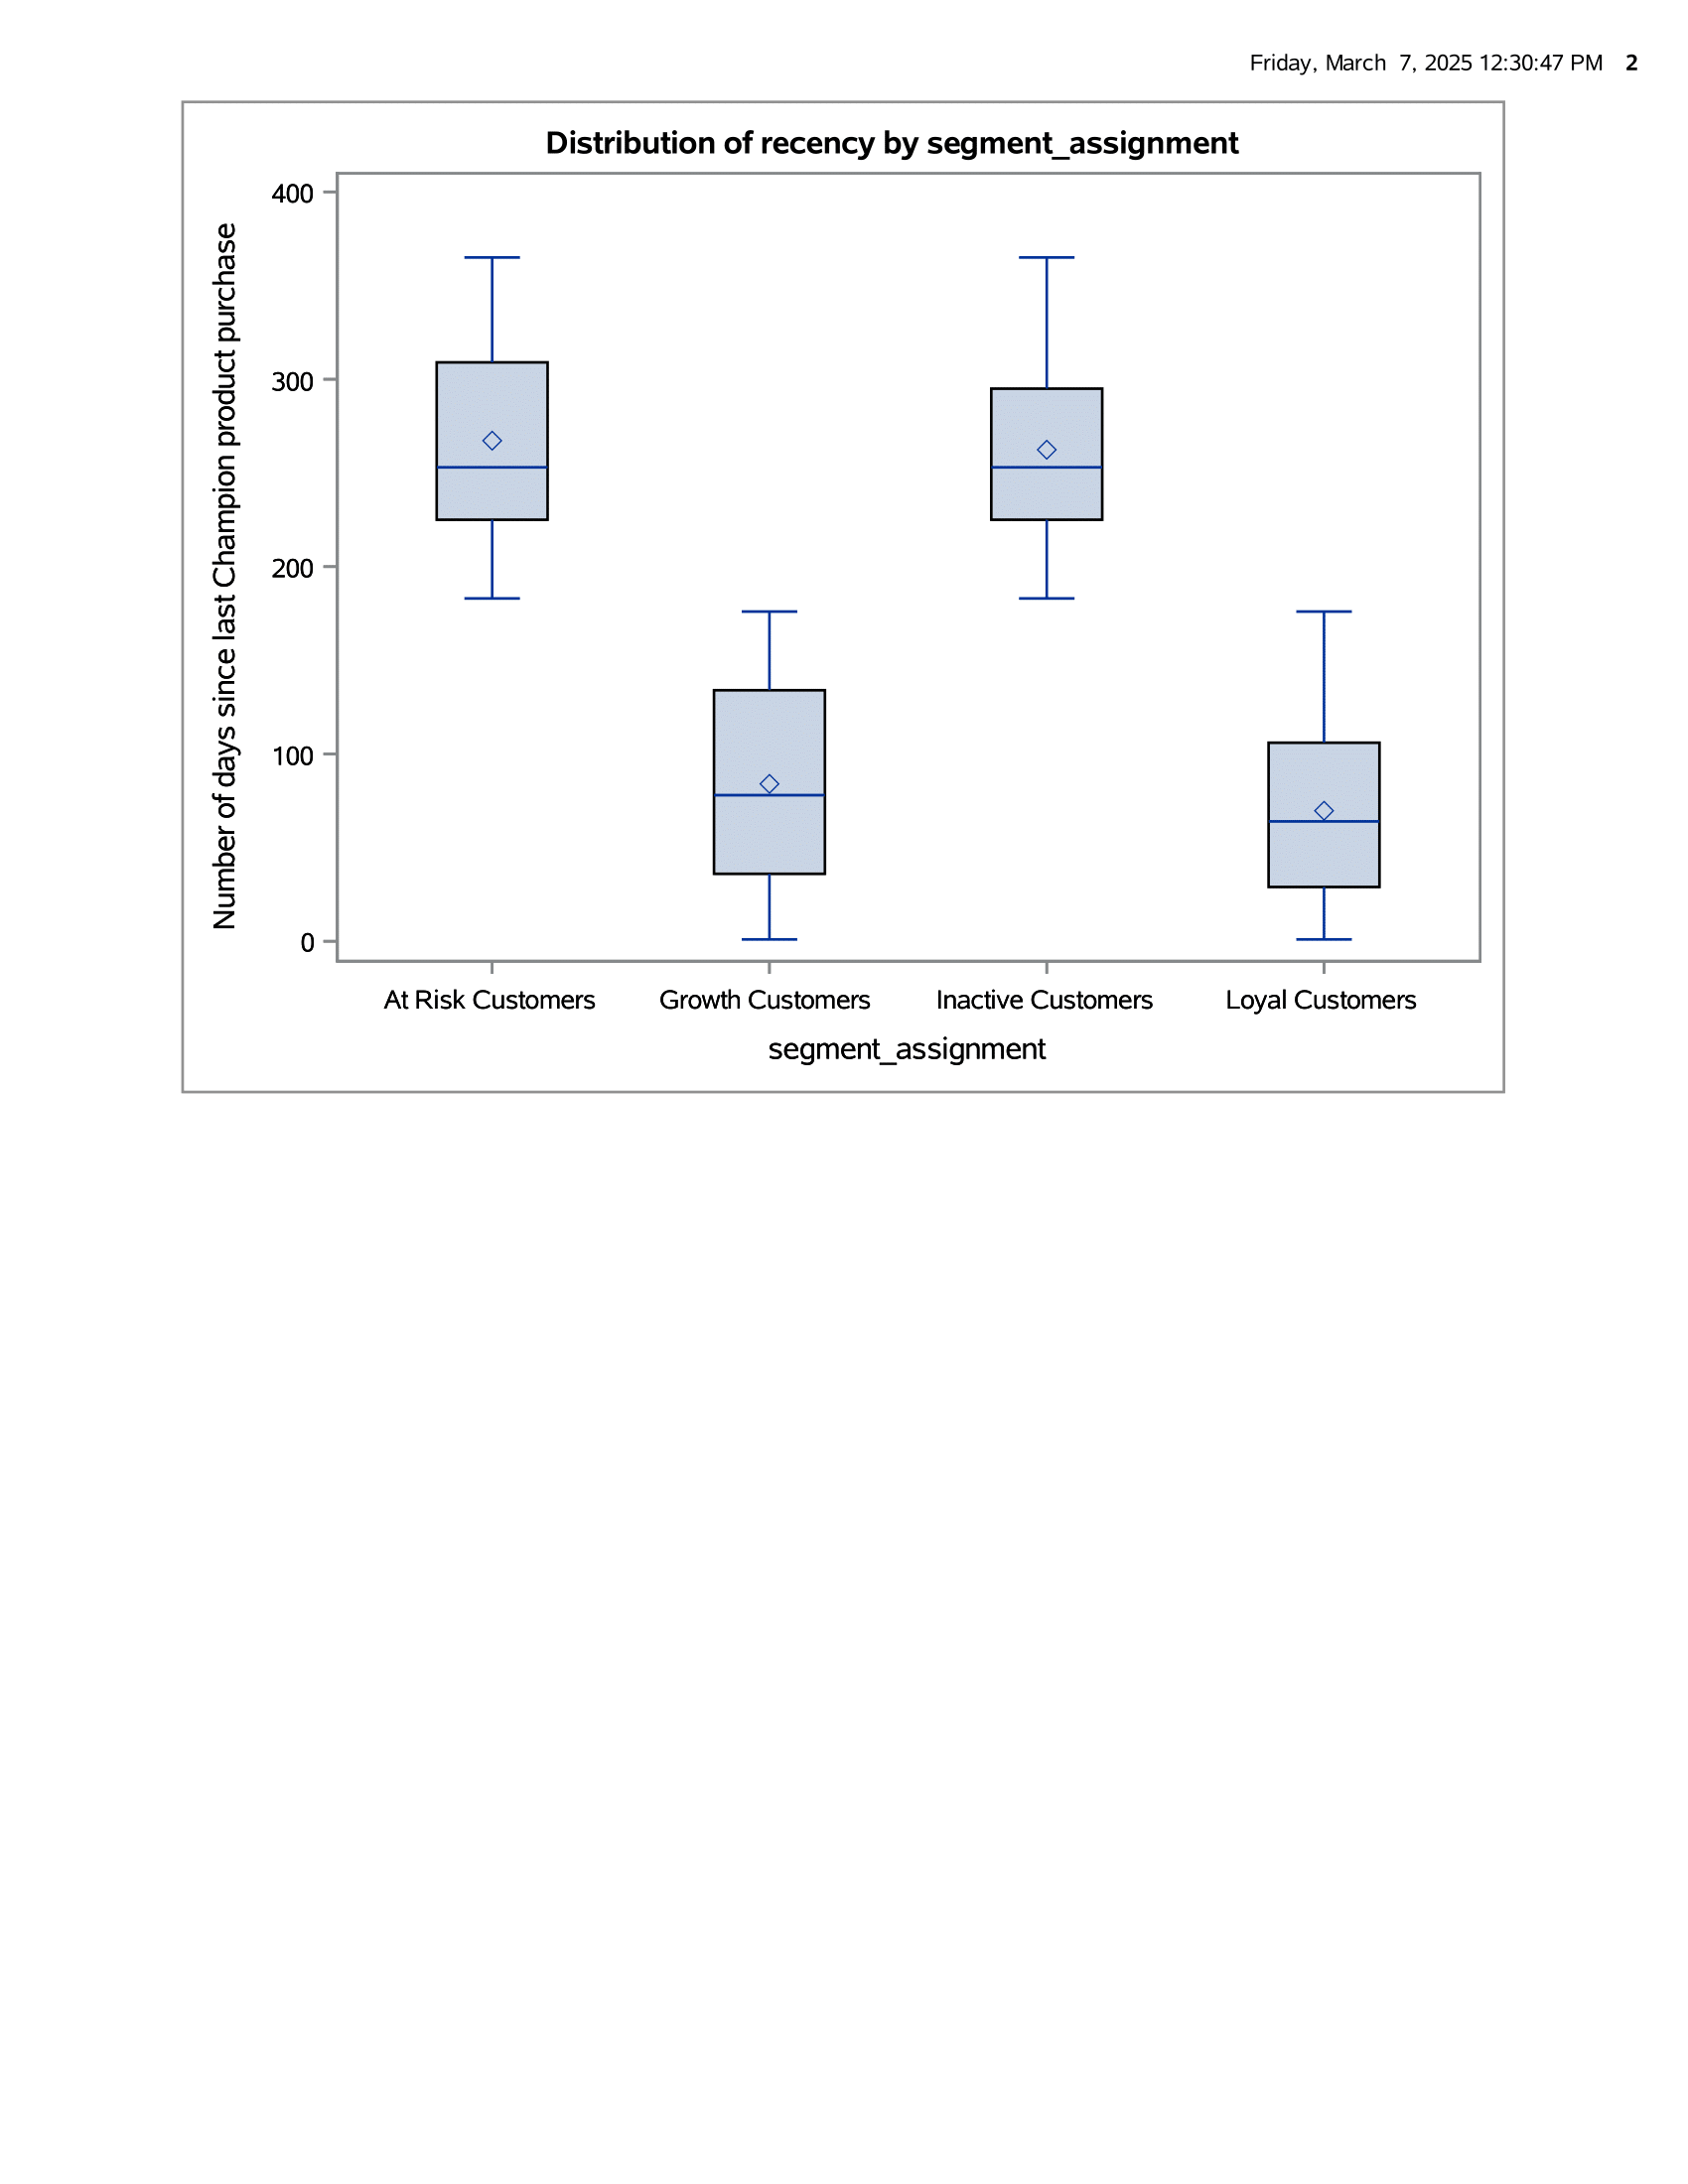 Friday, March 7, 2025 12:30:47 PM 2
Distribution of recency by segment_assignment
Number of days since last Champion product purchase
400
300
200
100
0
At Risk Customers Growth Customers Inactive Customers Loyal Customers
segment_assignment